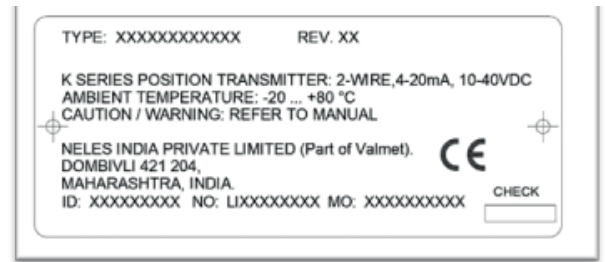 TYPE: XXXXXXXXXXXX REV. XX
K SERIES POSITION TRANSMITTER: 2-WIRE,4-20mA, 10-40VDC
AMBIENT TEMPERATURE: -20 ... +80 °C
CAUTION / WARNING: REFER TO MANUAL
NELES INDIA PRIVATE LIMITED (Part of Valmet).
DOMBIVLI 421 204,
MAHARASHTRA, INDIA.
CE
ID: XXXXXXXXX NO: LIXXXXXXXX MO: XXXXXXXXXX
CHECK